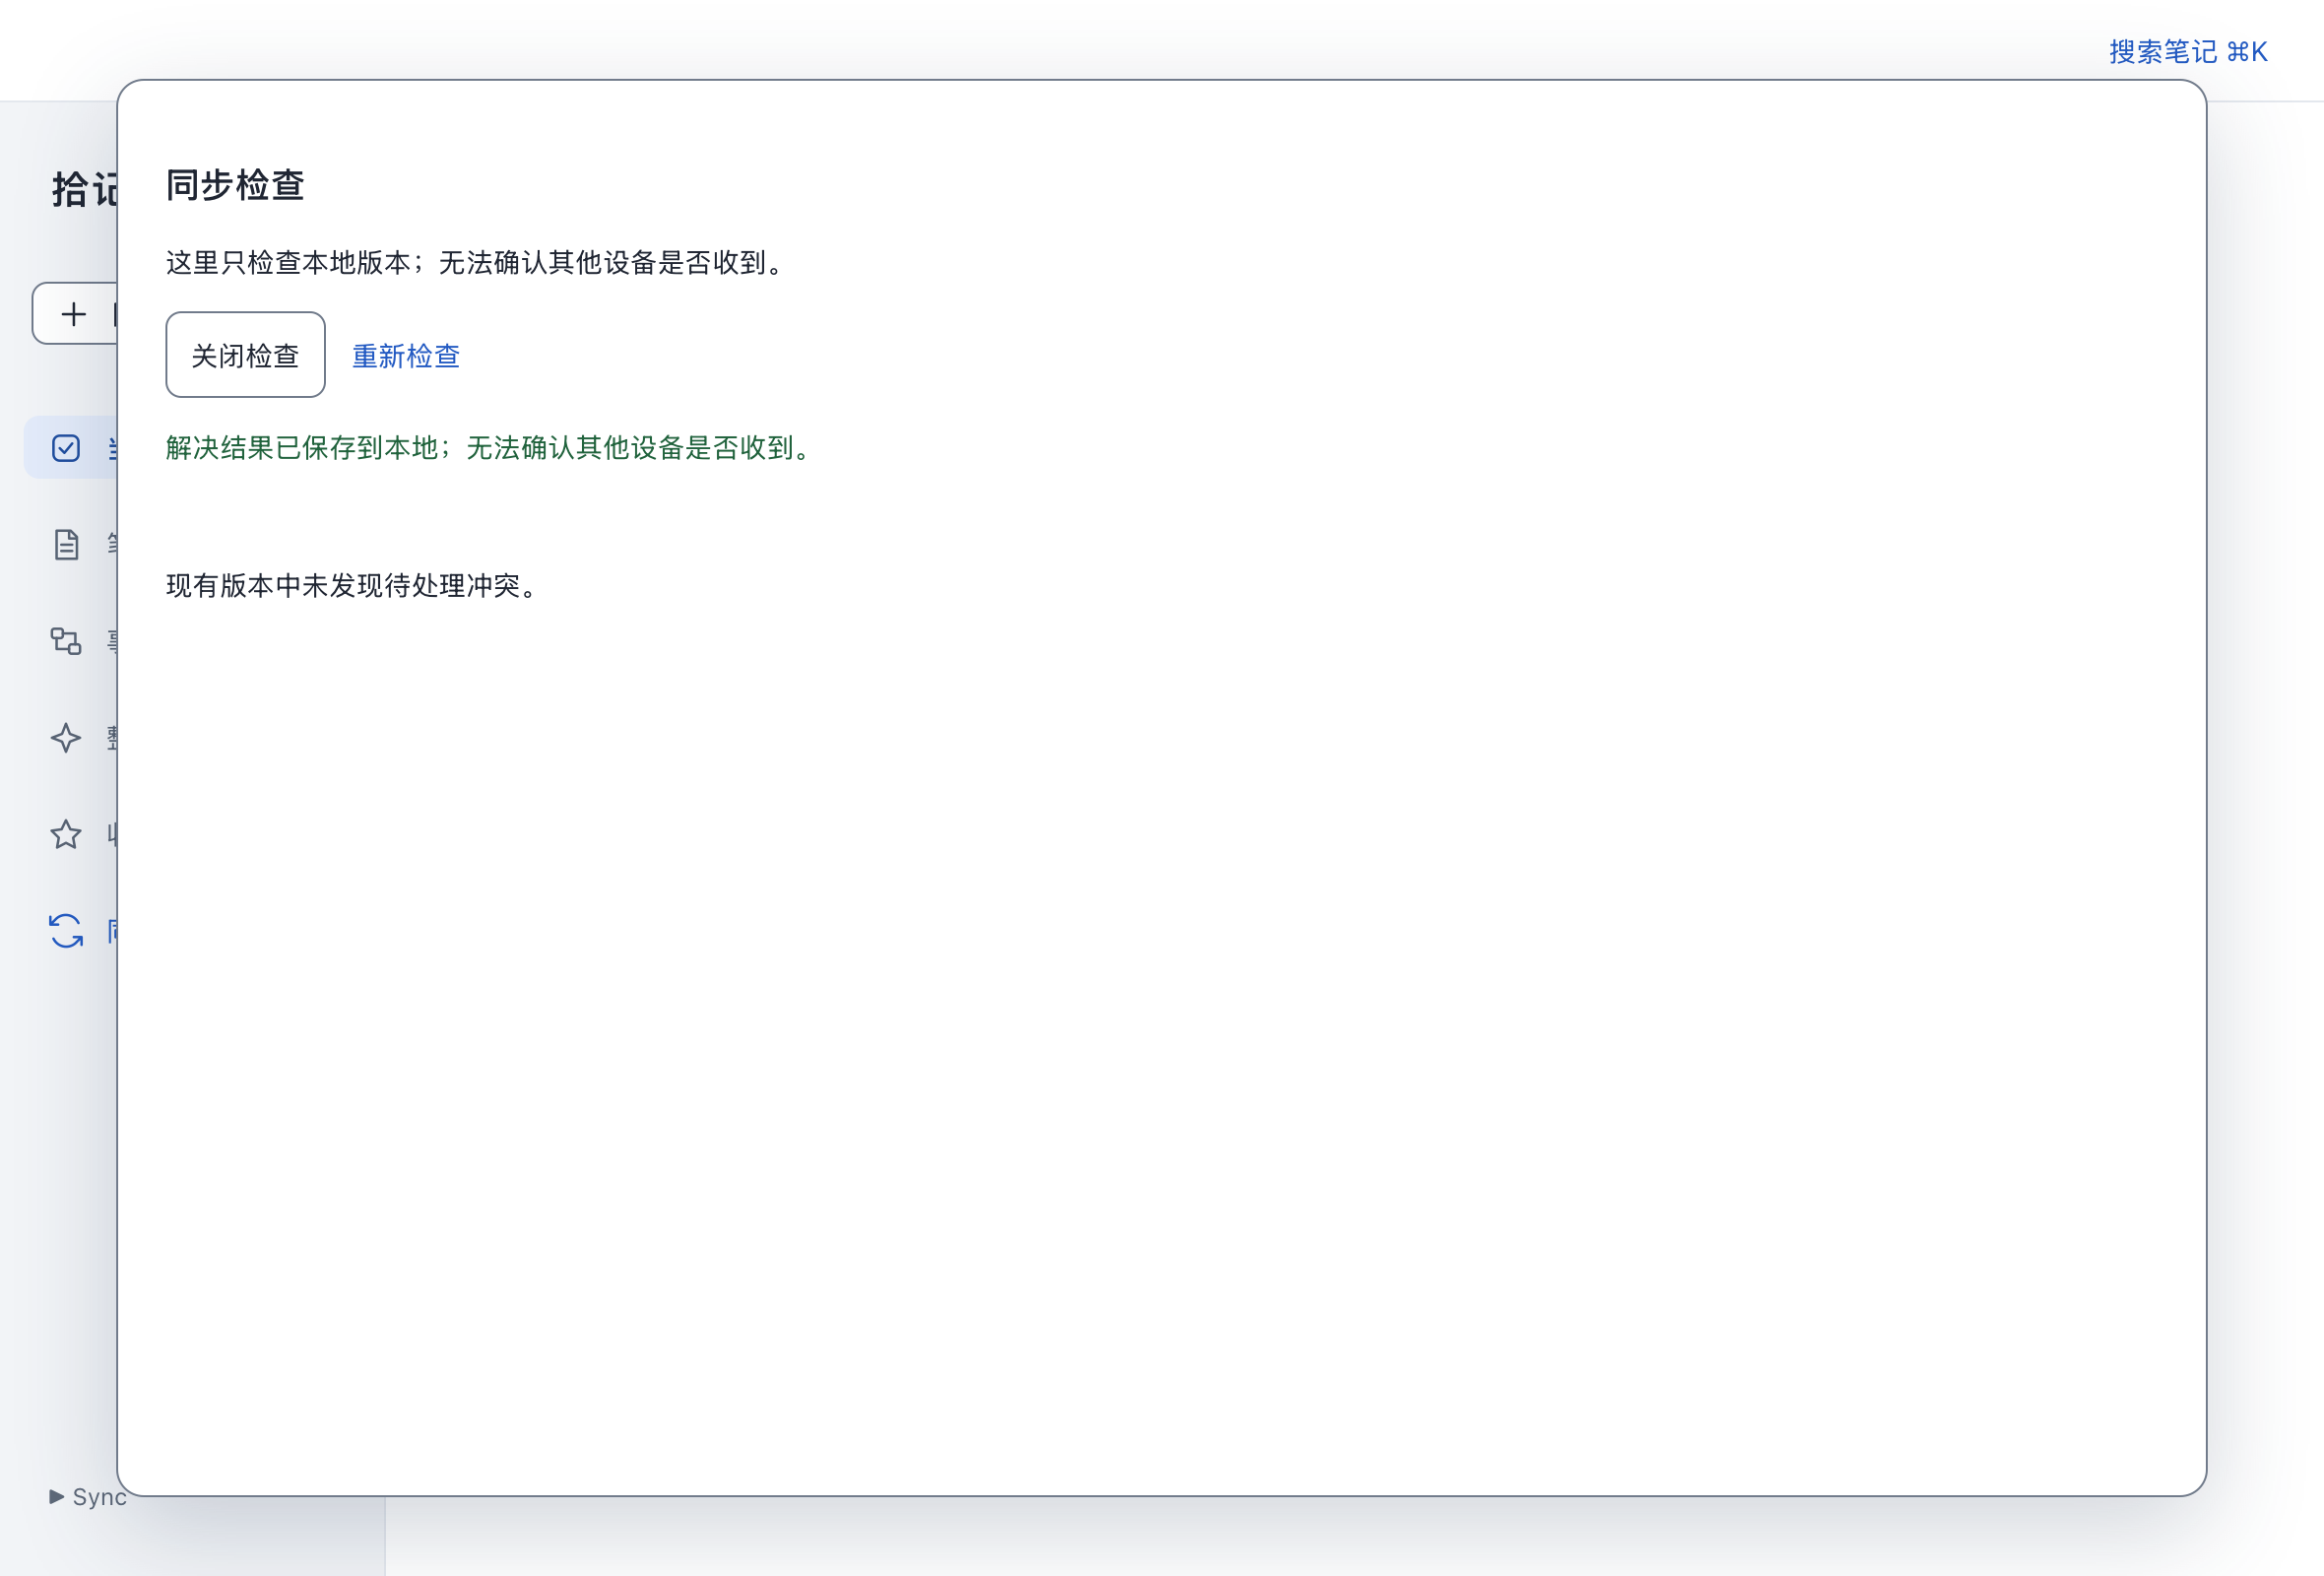 搜索笔记 ⌘K
拾记
同步检查
这里只检查本地版本；无法确认其他设备是否收到。
关闭检查 重新检查
解决结果已保存到本地；无法确认其他设备是否收到。
现有版本中未发现待处理冲突。
Sync